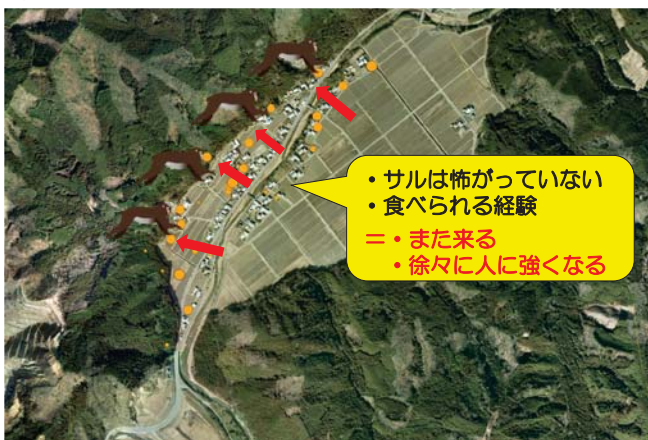 ・サルは怖がっていない
・食べられる経験
＝・また来る
・徐々に人に強くなる